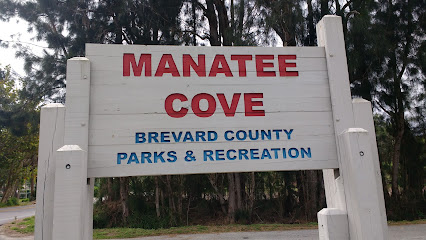 MANATEE
COVE
BREVARD COUNTY
PARKS & RECREATION